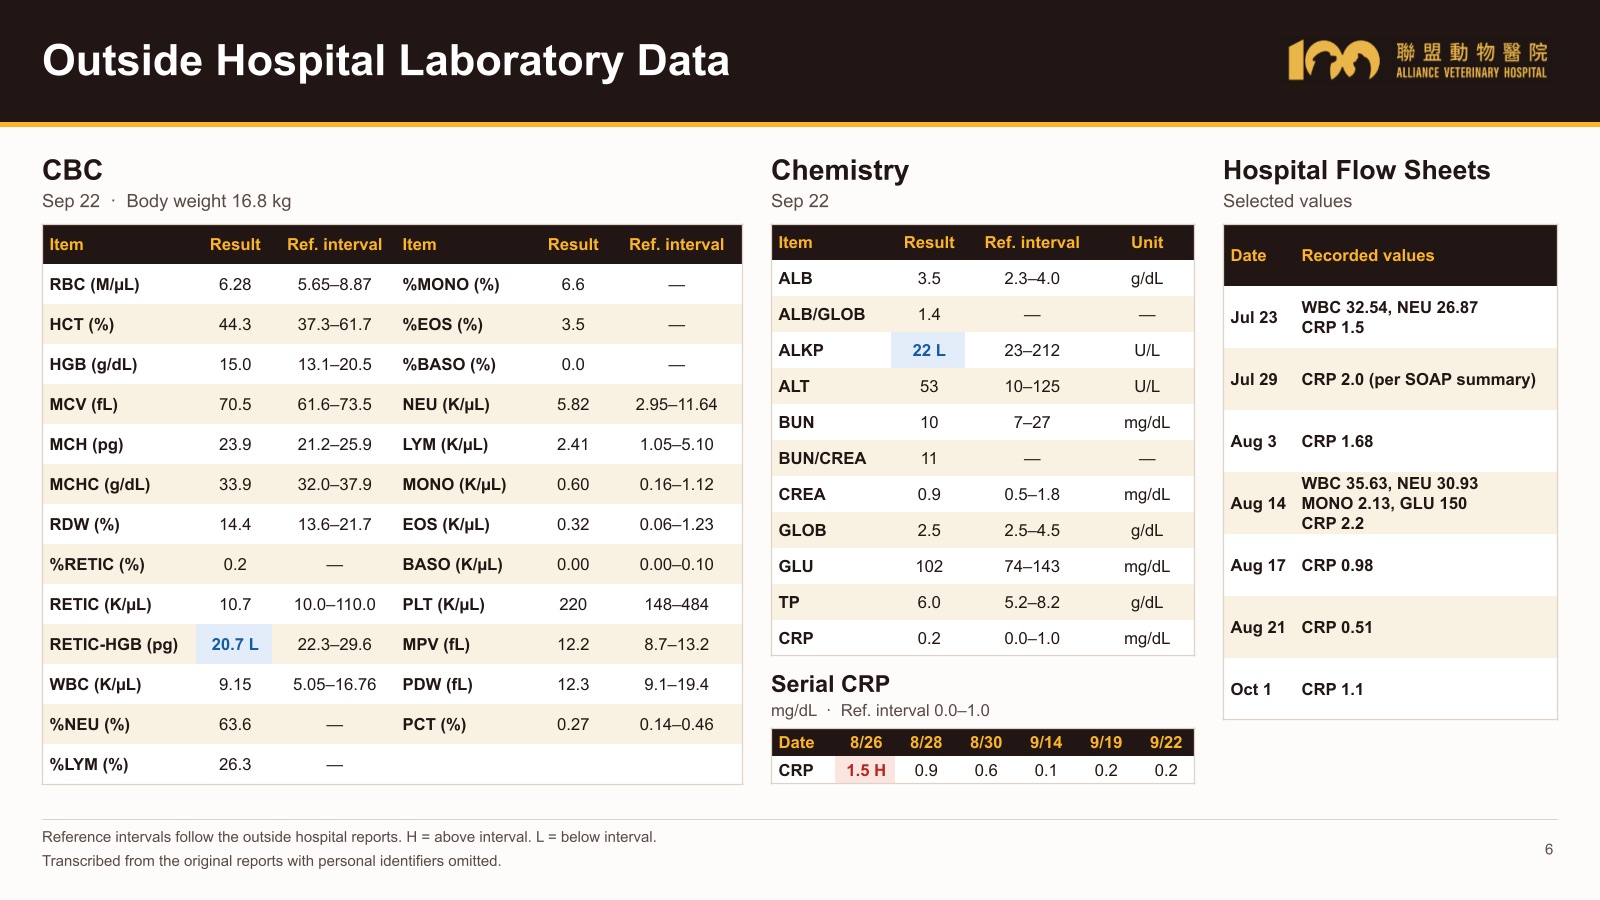 Outside Hospital Laboratory Data
100 聯盟動物醫院
ALLIANCE VETERINARY HOSPITAL
CBC
Sep 22 · Body weight 16.8 kg
Item Result Ref. interval Item Result Ref. interval
RBC (M/µL) 6.28 5.65–8.87 %MONO (%) 6.6 —
HCT (%) 44.3 37.3–61.7 %EOS (%) 3.5 —
HGB (g/dL) 15.0 13.1–20.5 %BASO (%) 0.0 —
MCV (fL) 70.5 61.6–73.5 NEU (K/µL) 5.82 2.95–11.64
MCH (pg) 23.9 21.2–25.9 LYM (K/µL) 2.41 1.05–5.10
MCHC (g/dL) 33.9 32.0–37.9 MONO (K/µL) 0.60 0.16–1.12
RDW (%) 14.4 13.6–21.7 EOS (K/µL) 0.32 0.06–1.23
%RETIC (%) 0.2 — BASO (K/µL) 0.00 0.00–0.10
RETIC (K/µL) 10.7 10.0–110.0 PLT (K/µL) 220 148–484
RETIC-HGB (pg) 20.7 L 22.3–29.6 MPV (fL) 12.2 8.7–13.2
WBC (K/µL) 9.15 5.05–16.76 PDW (fL) 12.3 9.1–19.4
%NEU (%) 63.6 — PCT (%) 0.27 0.14–0.46
%LYM (%) 26.3 —
Chemistry
Sep 22
Item Result Ref. interval Unit
ALB 3.5 2.3–4.0 g/dL
ALB/GLOB 1.4 — —
ALKP 22 L 23–212 U/L
ALT 53 10–125 U/L
BUN 10 7–27 mg/dL
BUN/CREA 11 — —
CREA 0.9 0.5–1.8 mg/dL
GLOB 2.5 2.5–4.5 g/dL
GLU 102 74–143 mg/dL
TP 6.0 5.2–8.2 g/dL
CRP 0.2 0.0–1.0 mg/dL
Serial CRP
mg/dL · Ref. interval 0.0–1.0
Date 8/26 8/28 8/30 9/14 9/19 9/22
CRP 1.5 H 0.9 0.6 0.1 0.2 0.2
Hospital Flow Sheets
Selected values
Date Recorded values
Jul 23 WBC 32.54, NEU 26.87
CRP 1.5
Jul 29 CRP 2.0 (per SOAP summary)
Aug 3 CRP 1.68
Aug 14 WBC 35.63, NEU 30.93
MONO 2.13, GLU 150
CRP 2.2
Aug 17 CRP 0.98
Aug 21 CRP 0.51
Oct 1 CRP 1.1
Reference intervals follow the outside hospital reports. H = above interval. L = below interval.
Transcribed from the original reports with personal identifiers omitted.
6